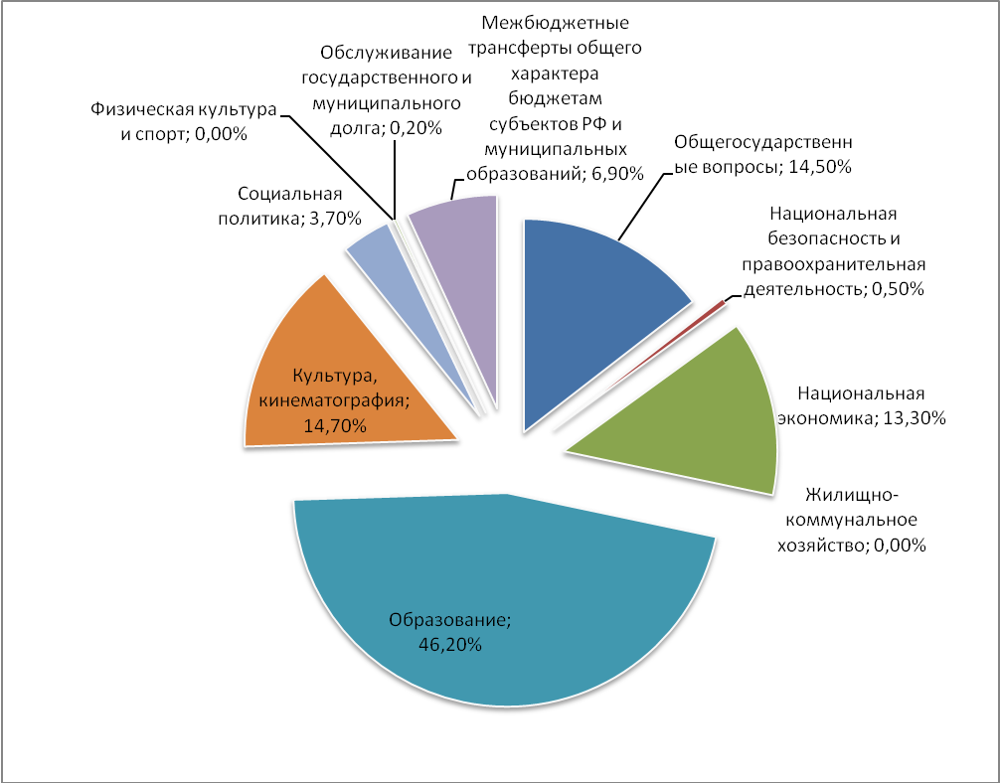 Межбюджетные
трансферты общего
характера
бюджетам
субъектов РФ и
муниципальных
образований; 6,90%
Обслуживание
государственного и
муниципального
долга; 0,20%
Физическая культура
и спорт; 0,00%
Социальная
политика; 3,70%
Общегосударственн
ые вопросы; 14,50%
Национальная
безопасность и
правоохранительная
деятельность; 0,50%
Национальная
экономика; 13,30%
Жилищно-
коммунальное
хозяйство; 0,00%
Культура,
кинематография;
14,70%
Образование;
46,20%